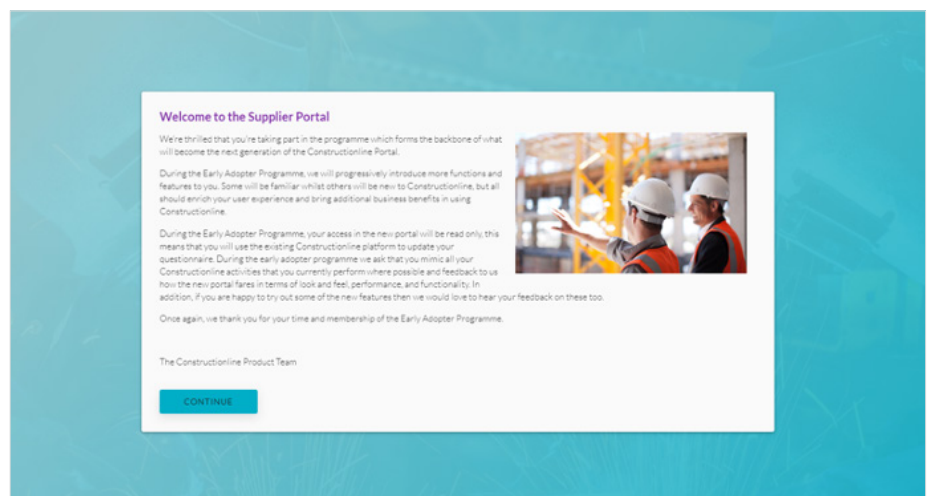 Welcome to the Supplier Portal
We're thrilled that you're taking part in the programme which forms the backbone of what
will become the next generation of the Constructionline Portal.
During the Early Adopter Programme, we will progressively introduce more functions and
features to you. Some will be familiar whilst others will be new to Constructionline, but all
should enrich your user experience and bring additional business benefits in using
Constructionline.
During the Early Adopter Programme, your access in the new portal will be read only, this
means that you will use the existing Constructionline platform to update your
questionnaire. During the early adopter programme we ask that you mimic all your
Constructionline activities that you currently perform where possible and feedback to us
how the new portal fares in terms of look and feel, performance, and functionality. In
addition, if you are happy to try out some of the new features then we would love to hear your feedback on these too.
Once again, we thank you for your time and membership of the Early Adopter Programme.
The Constructionline Product Team
CONTINUE